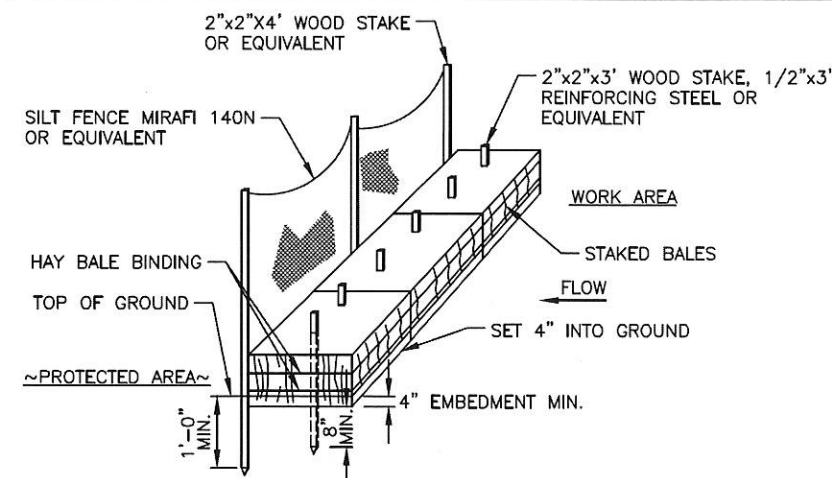 2"x2"X4' WOOD STAKE
OR EQUIVALENT
2"x2"x3' WOOD STAKE, 1/2"x3'
REINFORCING STEEL OR
EQUIVALENT
SILT FENCE MIRAFI 140N
OR EQUIVALENT
WORK AREA
HAY BALE BINDING
STAKED BALES
TOP OF GROUND
FLOW
SET 4" INTO GROUND
~PROTECTED AREA~
4" EMBEDMENT MIN.
1'-0"
MIN.
8"
MIN.